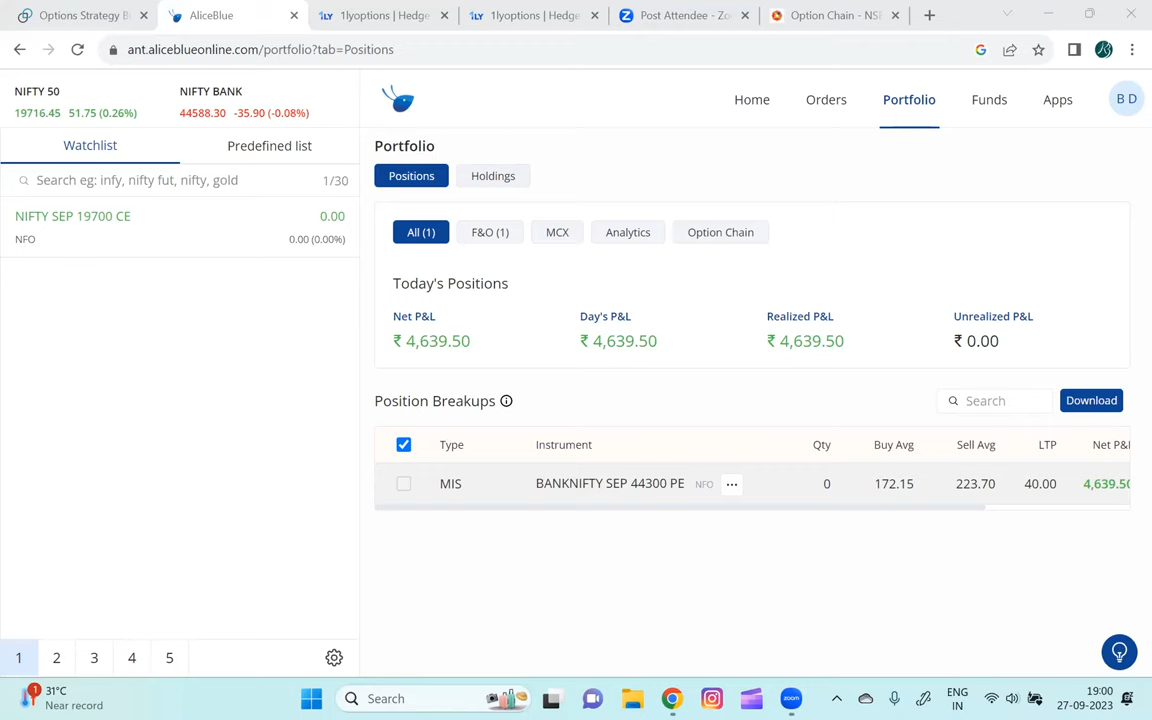 Options Strategy B
AliceBlue
1lyoptions | Hedge
1lyoptions | Hedge
Post Attendee - Zo
Option Chain - NS
ant.aliceblueonline.com/portfolio?tab=Positions
NIFTY 50
19716.45 51.75 (0.26%)
NIFTY BANK
44588.30 -35.90 (-0.08%)
Home
Orders
Portfolio
Funds
Apps
B D
Watchlist
Predefined list
Search eg: infy, nifty fut, nifty, gold
1/30
NIFTY SEP 19700 CE
0.00
NFO
0.00 (0.00%)
Portfolio
Positions
Holdings
All (1)
F&O (1)
MCX
Analytics
Option Chain
Today's Positions
Net P&L
Day's P&L
Realized P&L
Unrealized P&L
₹ 4,639.50
₹ 4,639.50
₹ 4,639.50
₹ 0.00
Position Breakups
Search
Download
Type
Instrument
Qty
Buy Avg
Sell Avg
LTP
Net P&L
MIS
BANKNIFTY SEP 44300 PE
NFO
0
172.15
223.70
40.00
4,639.50
1
2
3
4
5
31°C
Near record
1
Search
zoom
ENG
IN
19:00
27-09-2023